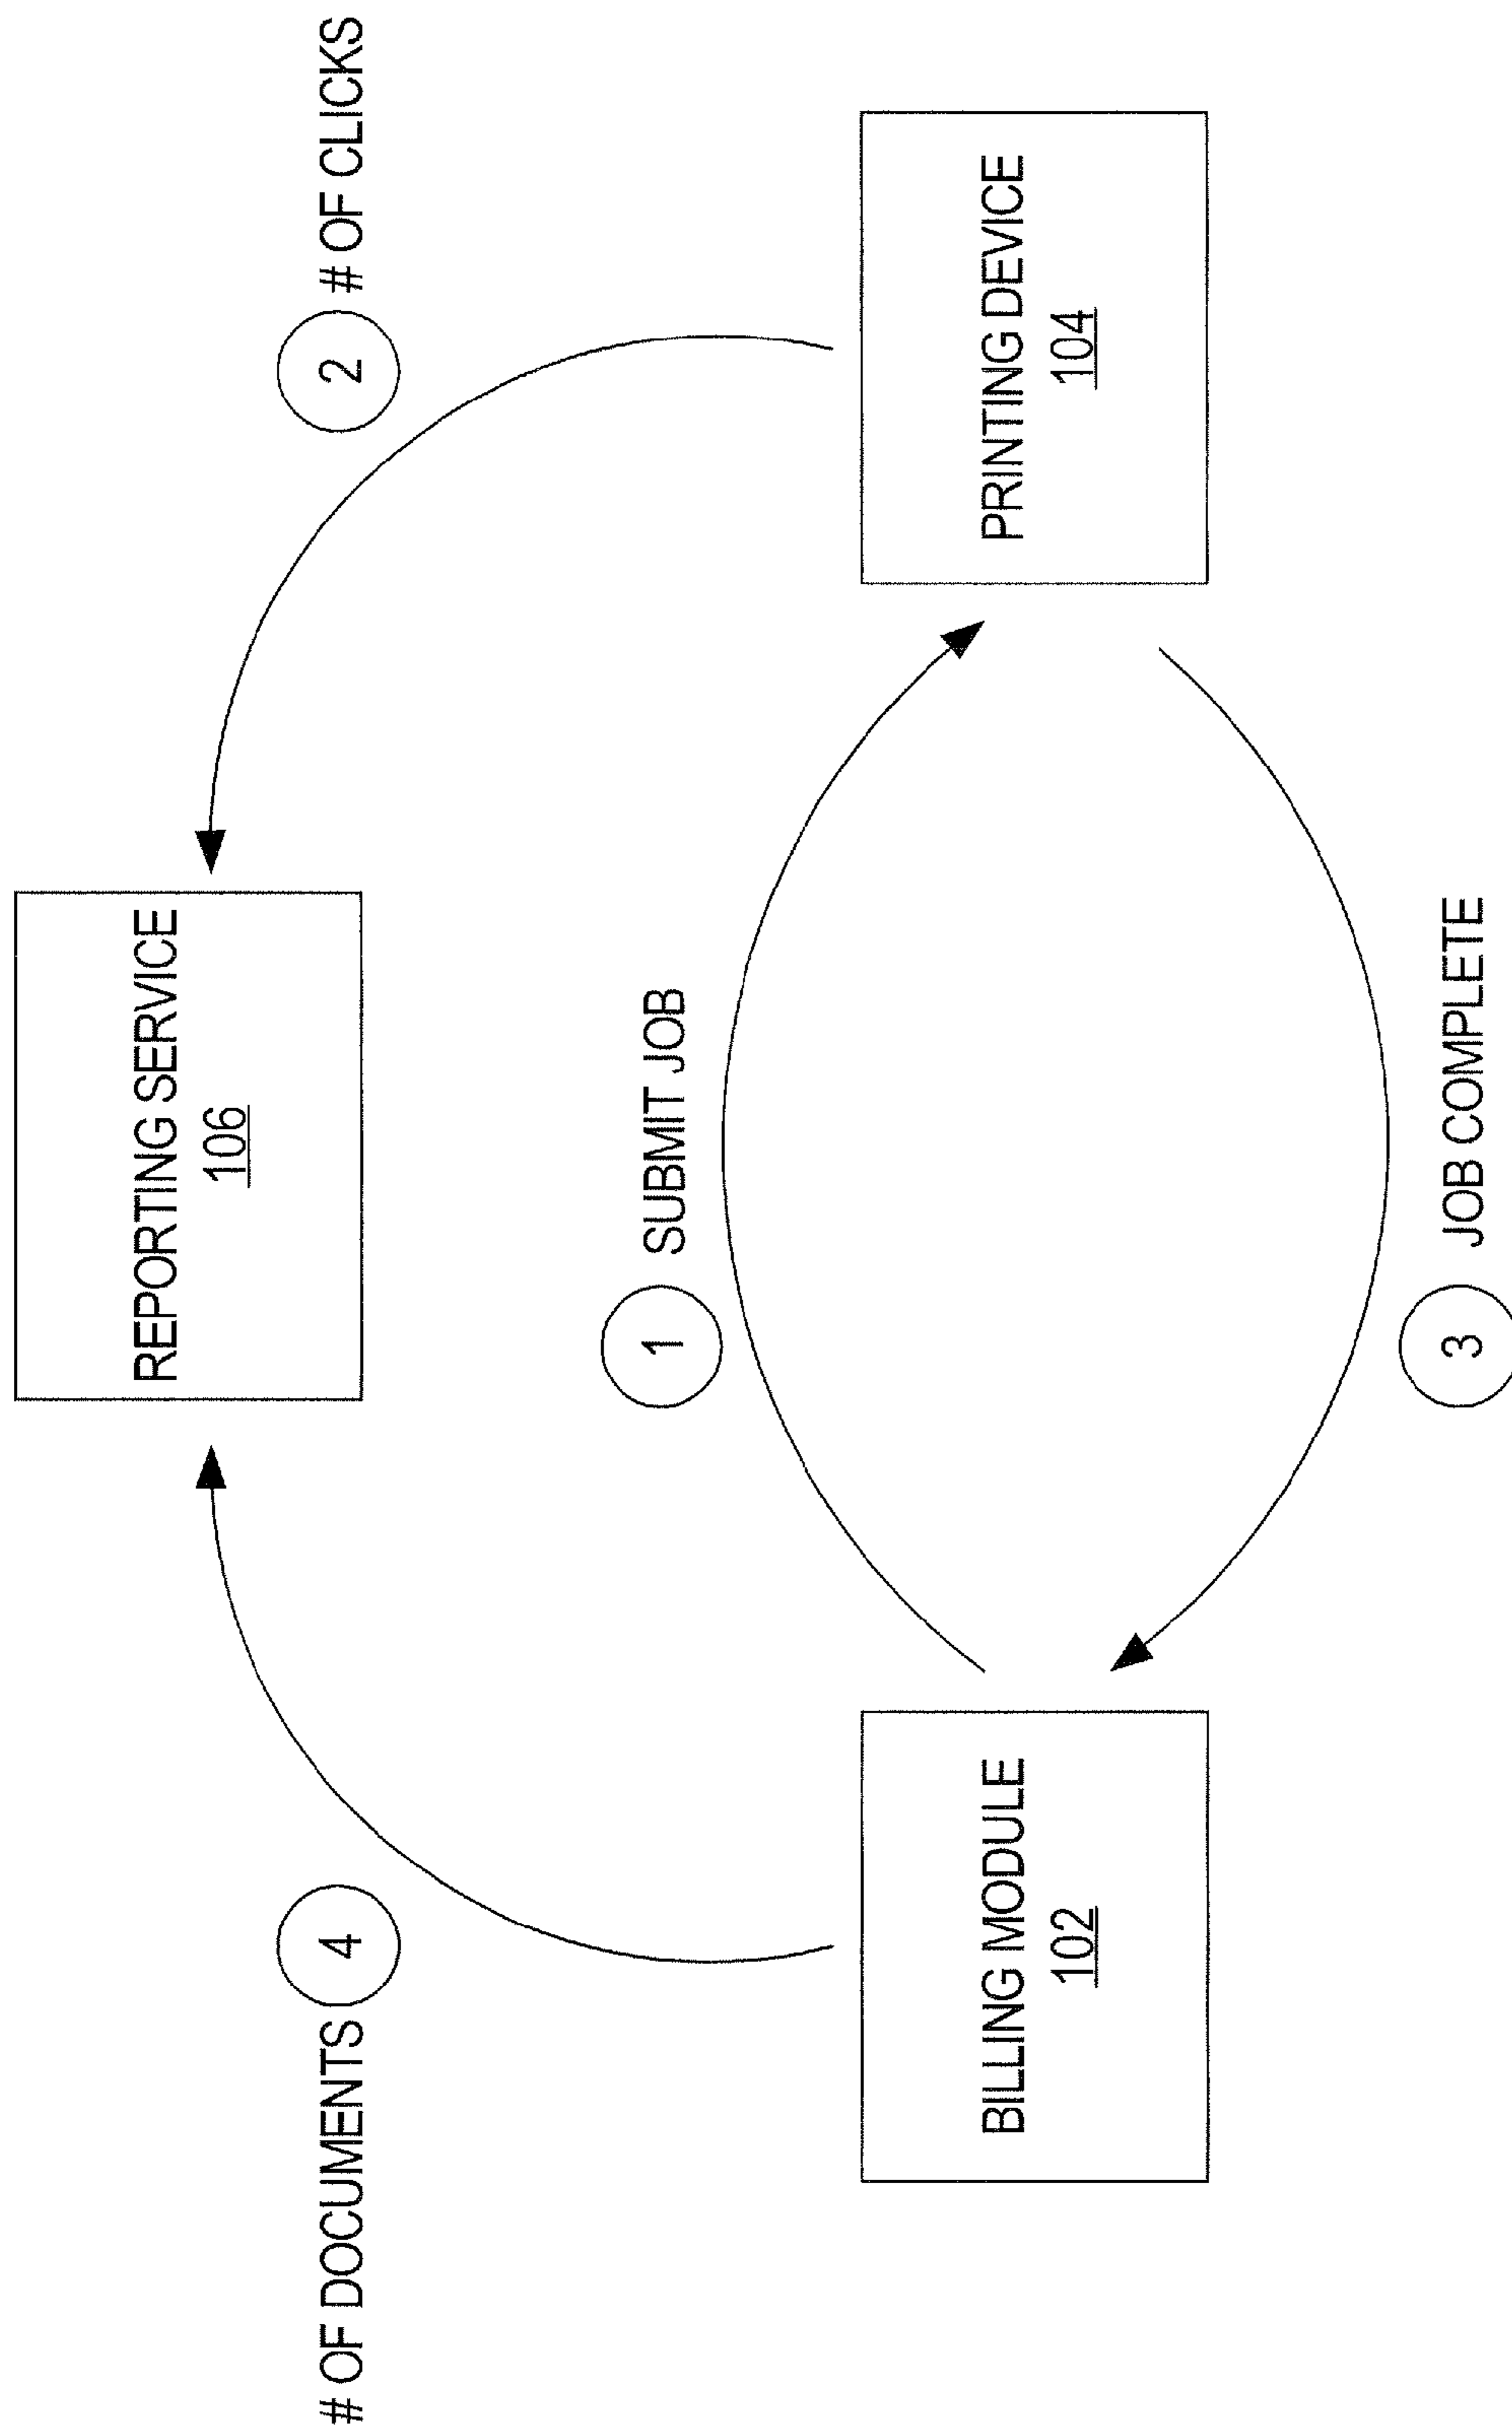 REPORTING SERVICE
106
# OF DOCUMENTS 4
2 # OF CLICKS
1 SUBMIT JOB
BILLING MODULE
102
PRINTING DEVICE
104
3 JOB COMPLETE